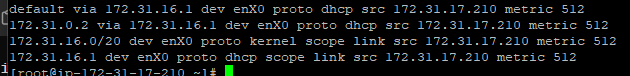 default via 172.31.16.1 dev enX0 proto dhcp src 172.31.17.210 metric 512
172.31.0.2 via 172.31.16.1 dev enX0 proto dhcp src 172.31.17.210 metric 512
172.31.16.0/20 dev enX0 proto kernel scope link src 172.31.17.210 metric 512
172.31.16.1 dev enX0 proto dhcp scope link src 172.31.17.210 metric 512
[root@ip-172-31-17-210 ~]#